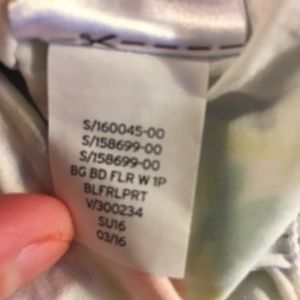 S/160045-00
S/158699-00
S/158699-00
BG BD FLR W 1P
BLFRLPRT
V/300234
SU16
03/16